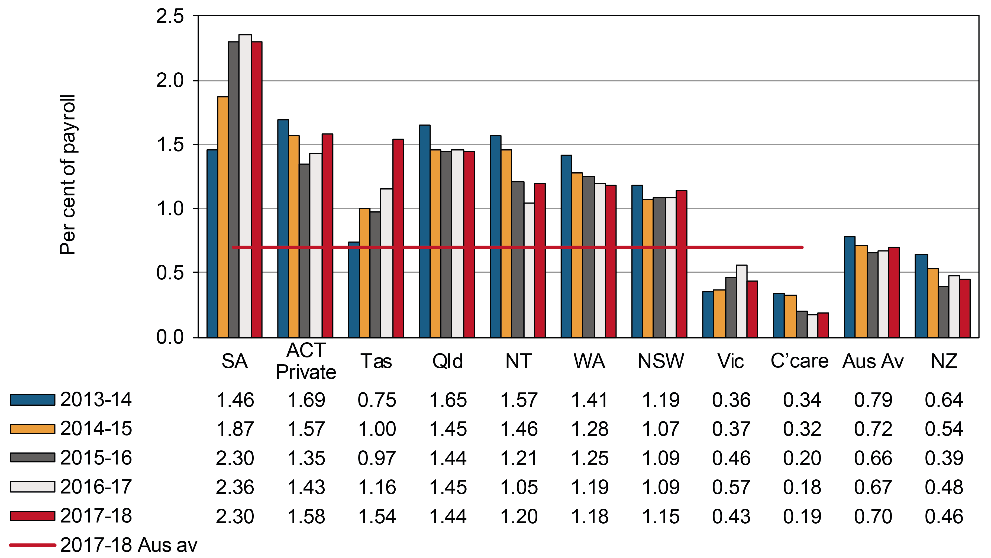 2.5
2.0
1.5
1.0
0.5
0.0
Per cent of payroll
SA ACT Private Tas Qld NT WA NSW Vic C'care Aus Av NZ
2013-14 1.46 1.69 0.75 1.65 1.57 1.41 1.19 0.36 0.34 0.79 0.64
2014-15 1.87 1.57 1.00 1.45 1.46 1.28 1.07 0.37 0.32 0.72 0.54
2015-16 2.30 1.35 0.97 1.44 1.21 1.25 1.09 0.46 0.20 0.66 0.39
2016-17 2.36 1.43 1.16 1.45 1.05 1.19 1.09 0.57 0.18 0.67 0.48
2017-18 2.30 1.58 1.54 1.44 1.20 1.18 1.15 0.43 0.19 0.70 0.46
2017-18 Aus av